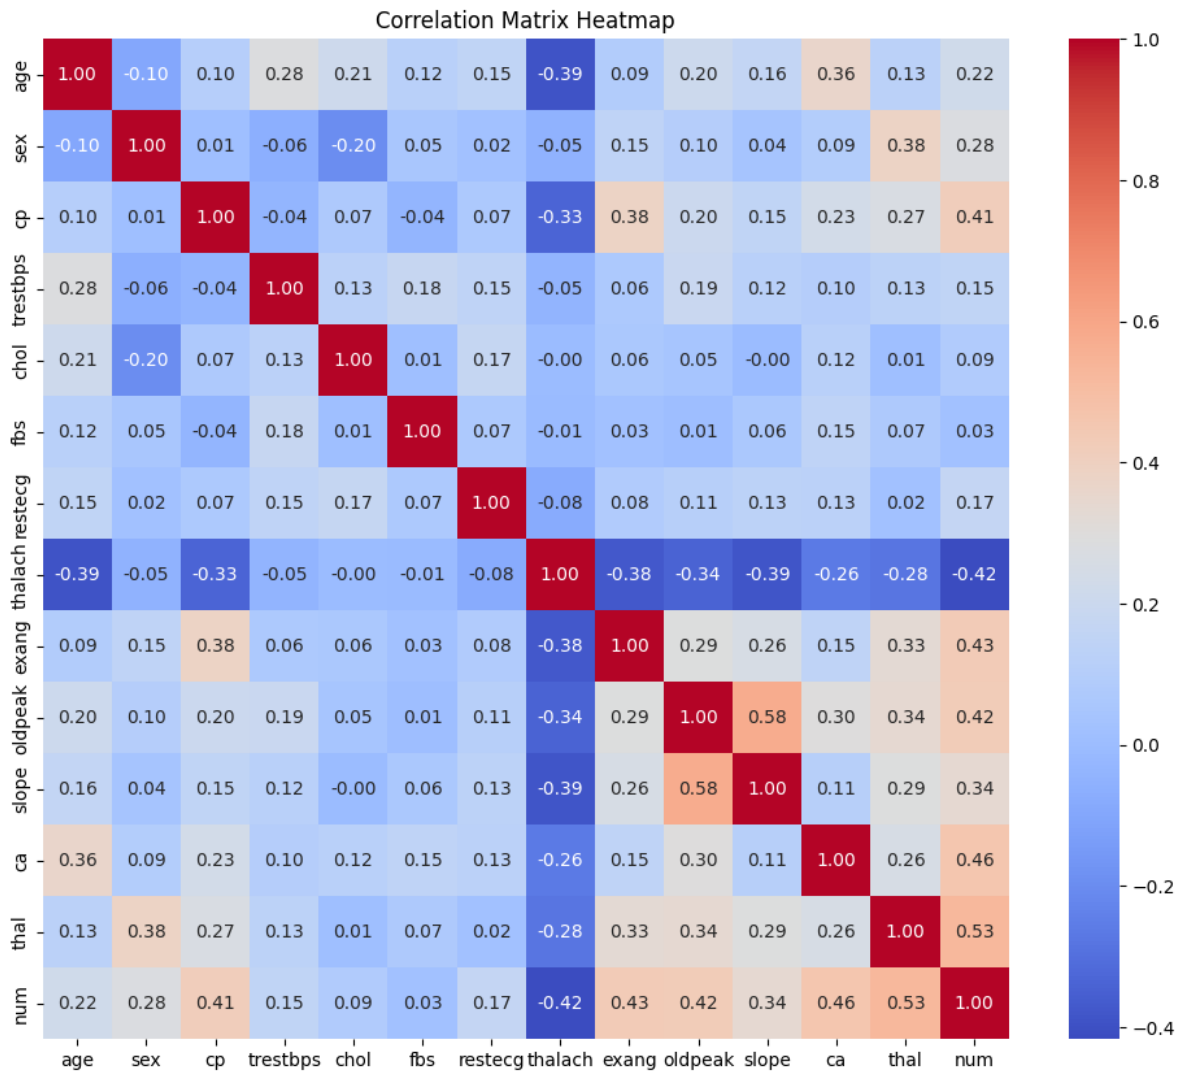 Correlation Matrix Heatmap
age 1.00 -0.10 0.10 0.28 0.21 0.12 0.15 -0.39 0.09 0.20 0.16 0.36 0.13 0.22
sex -0.10 1.00 0.01 -0.06 -0.20 0.05 0.02 -0.05 0.15 0.10 0.04 0.09 0.38 0.28
cp 0.10 0.01 1.00 -0.04 0.07 -0.04 0.07 -0.33 0.38 0.20 0.15 0.23 0.27 0.41
trestbps 0.28 -0.06 -0.04 1.00 0.13 0.18 0.15 -0.05 0.06 0.19 0.12 0.10 0.13 0.15
chol 0.21 -0.20 0.07 0.13 1.00 0.01 0.17 -0.00 0.06 0.05 -0.00 0.12 0.01 0.09
fbs 0.12 0.05 -0.04 0.18 0.01 1.00 0.07 -0.01 0.03 0.01 0.06 0.15 0.07 0.03
restecg 0.15 0.02 0.07 0.15 0.17 0.07 1.00 -0.08 0.08 0.11 0.13 0.13 0.02 0.17
thalach -0.39 -0.05 -0.33 -0.05 -0.00 -0.01 -0.08 1.00 -0.38 -0.34 -0.39 -0.26 -0.28 -0.42
exang 0.09 0.15 0.38 0.06 0.06 0.03 0.08 -0.38 1.00 0.29 0.26 0.15 0.33 0.43
oldpeak 0.20 0.10 0.20 0.19 0.05 0.01 0.11 -0.34 0.29 1.00 0.58 0.30 0.34 0.42
slope 0.16 0.04 0.15 0.12 -0.00 0.06 0.13 -0.39 0.26 0.58 1.00 0.11 0.29 0.34
ca 0.36 0.09 0.23 0.10 0.12 0.15 0.13 -0.26 0.15 0.30 0.11 1.00 0.26 0.46
thal 0.13 0.38 0.27 0.13 0.01 0.07 0.02 -0.28 0.33 0.34 0.29 0.26 1.00 0.53
num 0.22 0.28 0.41 0.15 0.09 0.03 0.17 -0.42 0.43 0.42 0.34 0.46 0.53 1.00
age sex cp trestbps chol fbs restecg thalach exang oldpeak slope ca thal num
1.0
0.8
0.6
0.4
0.2
0.0
−0.2
−0.4